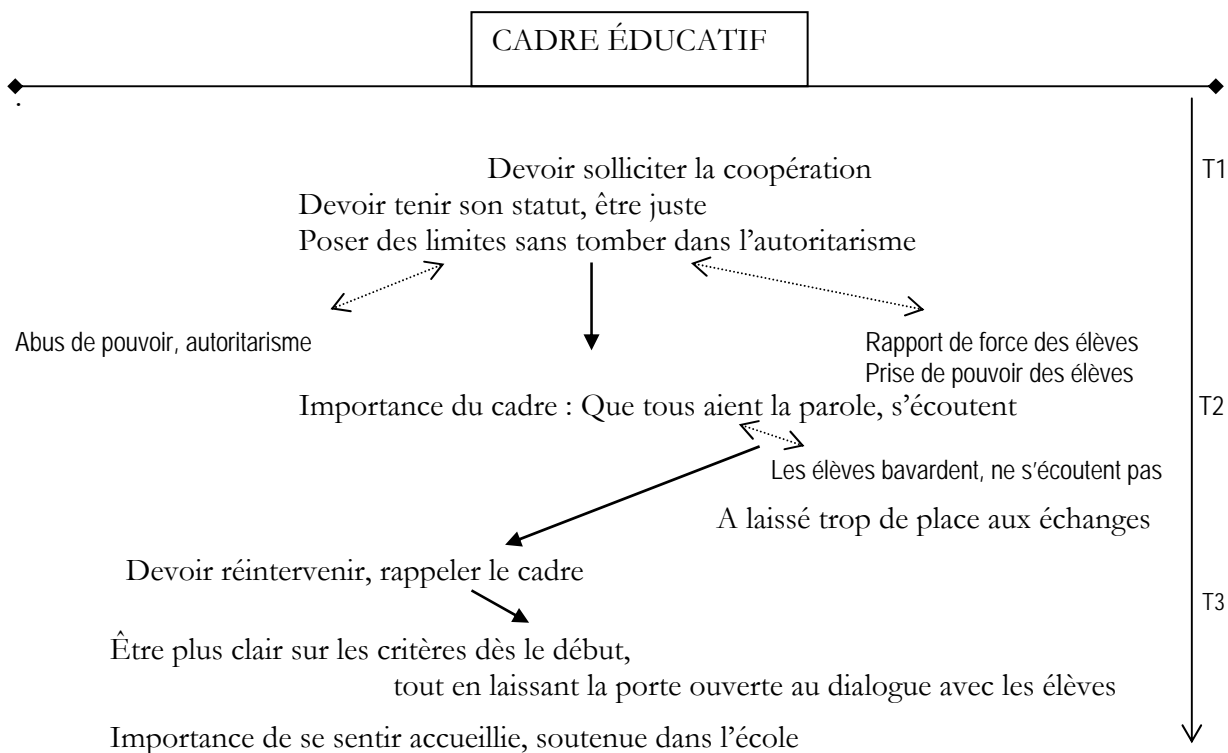 CADRE ÉDUCATIF
.
Devoir solliciter la coopération
T1
Devoir tenir son statut, être juste
Poser des limites sans tomber dans l’autoritarisme
Abus de pouvoir, autoritarisme
Rapport de force des élèves
Prise de pouvoir des élèves
Importance du cadre : Que tous aient la parole, s’écoutent
T2
Les élèves bavardent, ne s’écoutent pas
A laissé trop de place aux échanges
Devoir réintervenir, rappeler le cadre
T3
Être plus clair sur les critères dès le début,
tout en laissant la porte ouverte au dialogue avec les élèves
Importance de se sentir accueillie, soutenue dans l’école